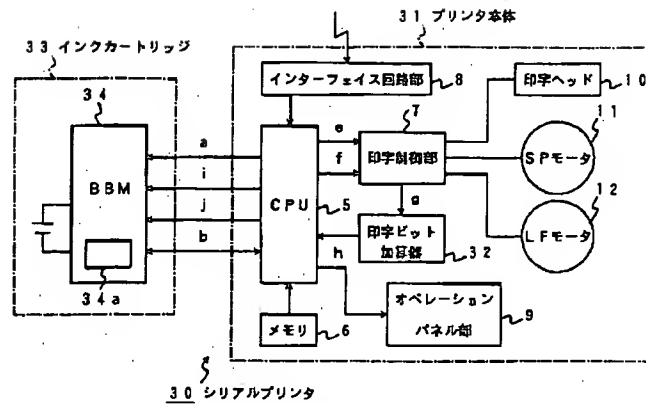 31 プリンタ本体
33 インクカートリッジ
34
インターフェイス回路部
8
印字ヘッド
10
7
11
a
e
BBM
i
CPU
f
印字制御部
SPモータ
j
5
g
12
b
印字ビット
加算器
32
LFモータ
h
34a
メモリ
6
オペレーション
パネル部
9
30 シリアルプリンタ